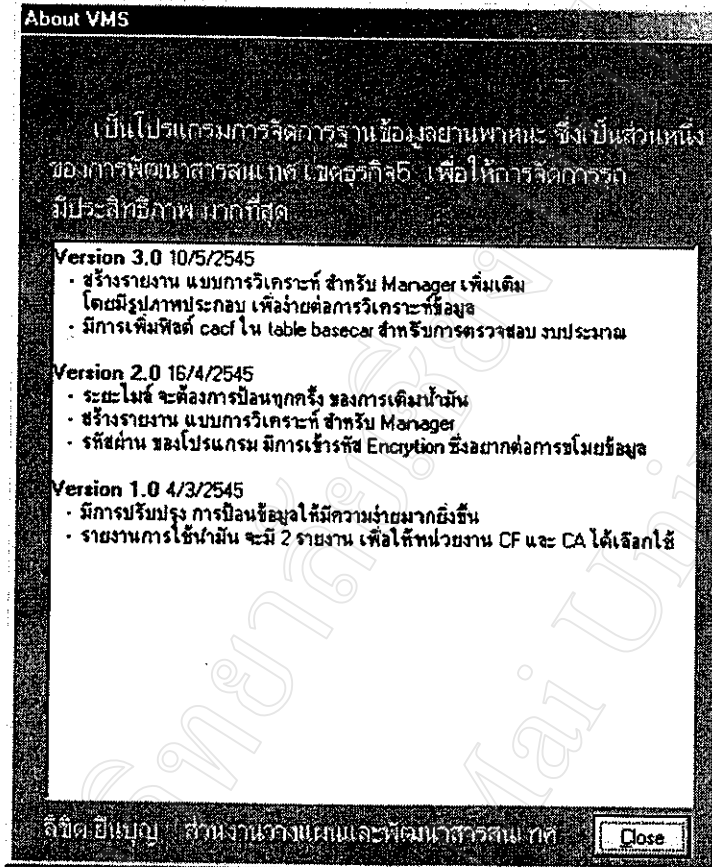 About VMS
เป็นโปรแกรมการจัดการฐานข้อมูลยานพาหนะ ซึ่งเป็นส่วนหนึ่ง
ของการพัฒนาสารสนเทศ เขตธุรกิจ5 เพื่อให้การจัดการรถ
มีประสิทธิภาพ มากที่สุด
Version 3.0 10/5/2545
- สร้างรายงาน แบบการวิเคราะห์ สำหรับ Manager เพิ่มเติม
โดยมีรูปภาพประกอบ เพื่อง่ายต่อการวิเคราะห์ข้อมูล
- มีการเพิ่มฟิลด์ cacf ใน table basecar สำหรับการตรวจสอบ งบประมาณ
Version 2.0 16/4/2545
- ระยะไมล์ จะต้องการป้อนทุกครั้ง ของการเติมน้ำมัน
- สร้างรายงาน แบบการวิเคราะห์ สำหรับ Manager
- รหัสผ่าน ของโปรแกรม มีการเข้ารหัส Encrytion ซึ่งอยากต่อการขโมยข้อมูล
Version 1.0 4/3/2545
- มีการปรับปรุง การป้อนข้อมูลให้มีความง่ายมากยิ่งขึ้น
- รายงานการใช้น้ำมัน จะมี 2 รายงาน เพื่อให้หน่วยงาน CF และ CA ได้เลือกใช้
ลิขิต ยืนบุญ ส่วนงานวางแผนและพัฒนาสารสนเทศ
Close